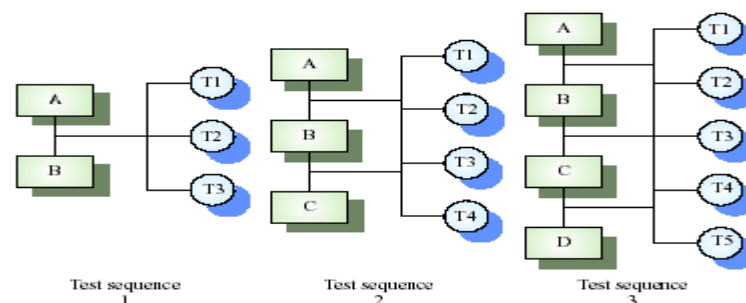 A
B
T1
T2
T3
Test sequence
1
A
B
C
T1
T2
T3
T4
Test sequence
2
A
B
C
D
T1
T2
T3
T4
T5
Test sequence
3